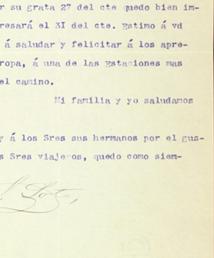 r su grata 27 del cte quedo bien im-
resará el 31 del cte. Estimo á vd
á saludar y felicitar á los apre-
ropa, á una de las Estaciones mas
el camino.
Mi familia y yo saludamos
y á los Sres sus hermanos por el gus-
s Sres viajeros, quedo como siem-